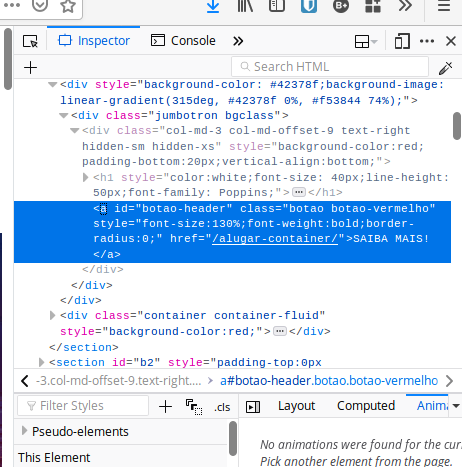 Inspector Console
Search HTML
<div style="background-color: #42378f;background-image:
linear-gradient(315deg, #42378f 0%, #f53844 74%);">
<div class="jumbotron bgclass">
<div class="col-md-3 col-md-offset-9 text-right
hidden-sm hidden-xs" style="background-color:red;
padding-bottom:20px;vertical-align:bottom;">
<h1 style="color:white;font-size: 40px;line-height:
50px;font-family: Poppins;">⋯</h1>
<a id="botao-header" class="botao botao-vermelho"
style="font-size:130%;font-weight:bold;border-
radius:0;" href="/alugar-container/">SAIBA MAIS!
</a>
</div>
</div>
</div>
<div class="container container-fluid"
style="background-color:red;">⋯</div>
</section>
<section id="b2" style="padding-top:0px
-3.col-md-offset-9.text-right.… a#botao-header.botao.botao-vermelho
Filter Styles .cls Layout Computed Anima
Pseudo-elements
This Element
No animations were found for the cur
Pick another element from the page.